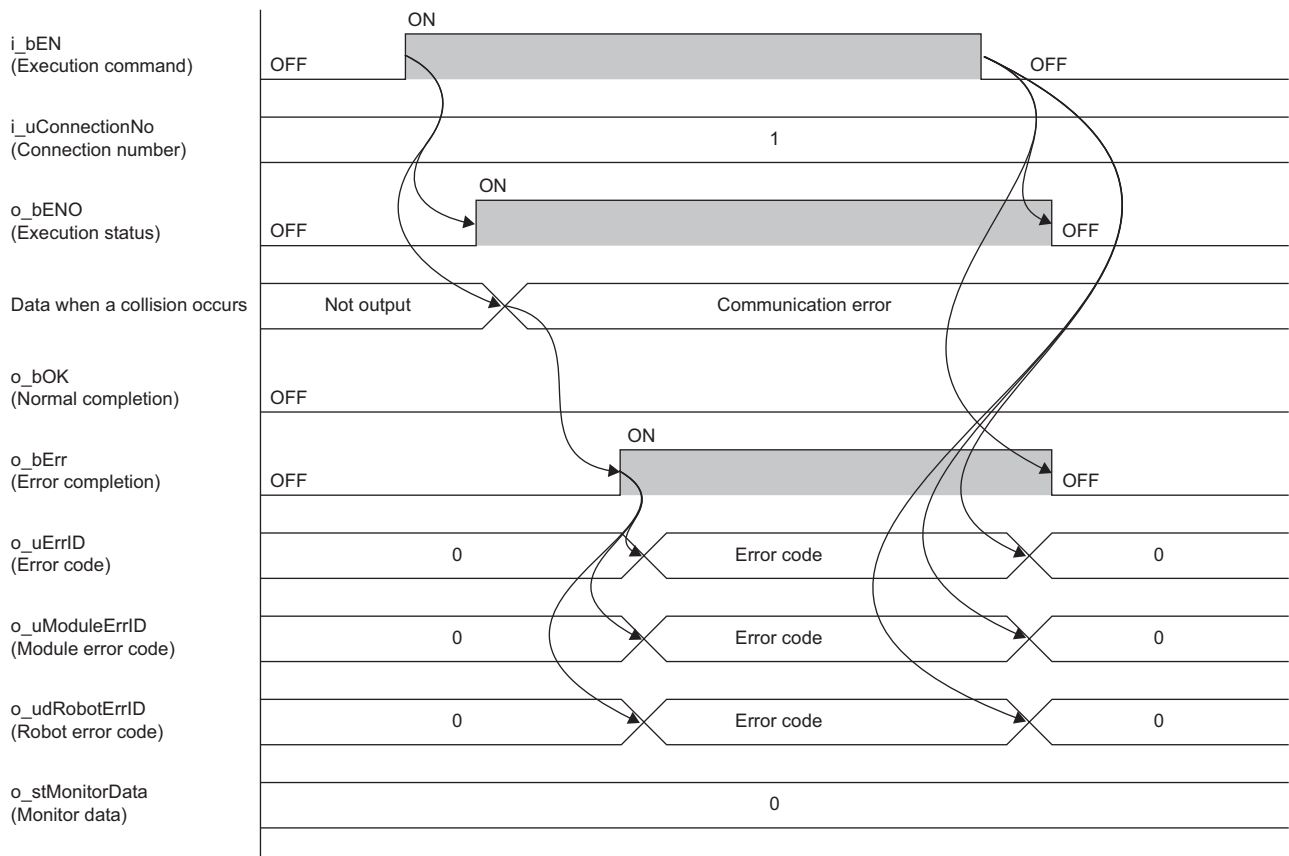 ON
i_bEN
(Execution command)
OFF
OFF
i_uConnectionNo
(Connection number)
1
ON
o_bENO
(Execution status)
OFF
OFF
Data when a collision occurs
Not output
Communication error
o_bOK
(Normal completion)
OFF
ON
o_bErr
(Error completion)
OFF
OFF
o_uErrID
(Error code)
0
Error code
0
o_uModuleErrID
(Module error code)
0
Error code
0
o_udRobotErrID
(Robot error code)
0
Error code
0
o_stMonitorData
(Monitor data)
0